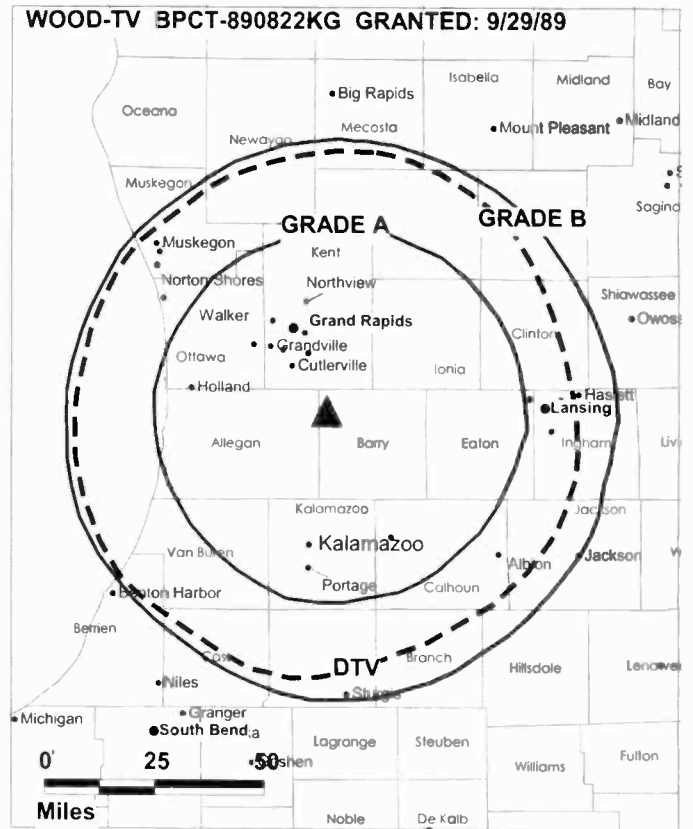 WOOD-TV BPCT-890822KG GRANTED: 9/29/89
Isabella
Midland
Bay
Big Rapids
Oceana
Mecosta
Mount Pleasant
Midland
Newaygo
Muskegon
Sagin
GRADE A
GRADE B
Muskegon
Kent
Norton Shores
Northview
Shiawassee
Walker
Grand Rapids
Clinton
Owoss
Ottawa
Grandville
Cutlerville
Ionia
Holland
Haslett
Lansing
Allegan
Barry
Eaton
Ingham
Livi
Kalamazoo
Jackson
Van Buren
Kalamazoo
Albion
Jackson
W
Portage
Calhoun
Benton Harbor
Berrien
Cass
DTV
Branch
Hillsdale
Lenawe
Niles
Sturgis
Michigan
Granger
South Bend
Lagrange
Steuben
Fulton
0
25
50
shen
Williams
Miles
Noble
De Kalb